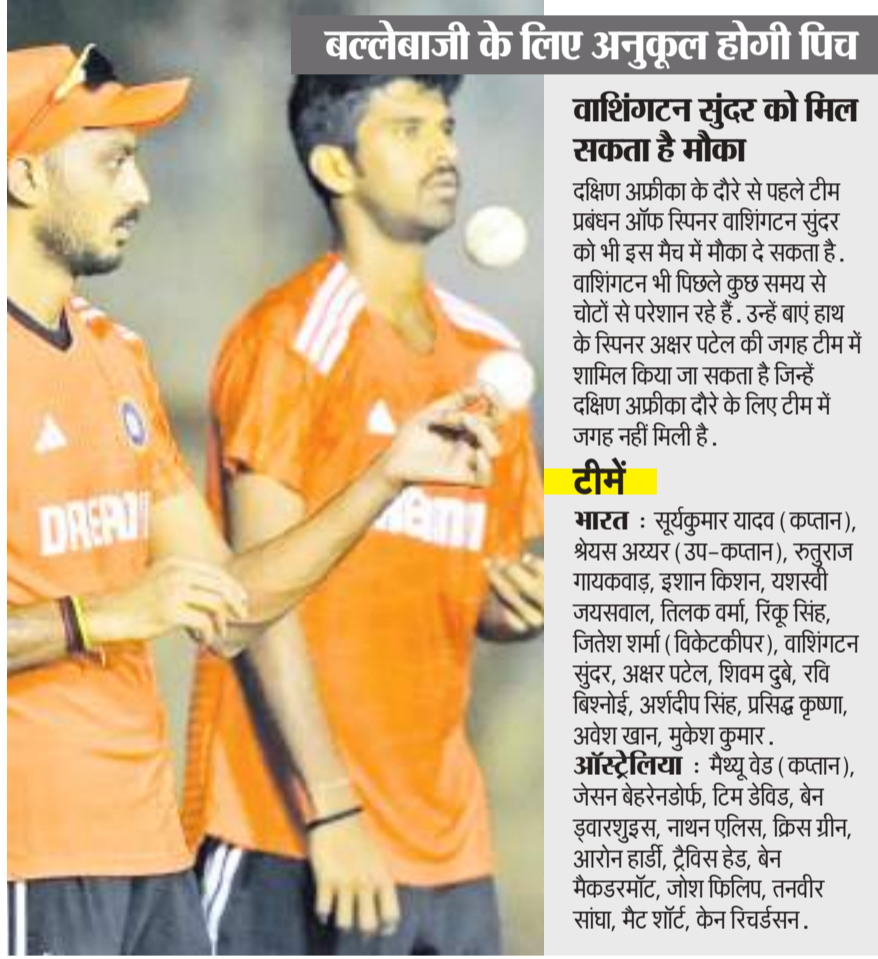 बल्लेबाजी के लिए अनुकूल होगी पिच
वाशिंगटन सुंदर को मिल
सकता है मौका
दक्षिण अफ्रीका के दौरे से पहले टीम
प्रबंधन ऑफ स्पिनर वाशिंगटन सुंदर
को भी इस मैच में मौका दे सकता है.
वाशिंगटन भी पिछले कुछ समय से
चोटों से परेशान रहे हैं. उन्हें बाएं हाथ
के स्पिनर अक्षर पटेल की जगह टीम में
शामिल किया जा सकता है जिन्हें
दक्षिण अफ्रीका दौरे के लिए टीम में
जगह नहीं मिली है.
टीमें
भारत : सूर्यकुमार यादव (कप्तान),
श्रेयस अय्यर (उप-कप्तान), रुतुराज
गायकवाड़, इशान किशन, यशस्वी
जयसवाल, तिलक वर्मा, रिंकू सिंह,
जितेश शर्मा (विकेटकीपर), वाशिंगटन
सुंदर, अक्षर पटेल, शिवम दुबे, रवि
बिश्नोई, अर्शदीप सिंह, प्रसिद्ध कृष्णा,
अवेश खान, मुकेश कुमार.
ऑस्ट्रेलिया : मैथ्यू वेड (कप्तान),
जेसन बेहरेनडोर्फ, टिम डेविड, बेन
ड्वारशुइस, नाथन एलिस, क्रिस ग्रीन,
आरोन हार्डी, ट्रैविस हेड, बेन
मैकडरमॉट, जोश फिलिप, तनवीर
सांघा, मैट शॉर्ट, केन रिचर्डसन.